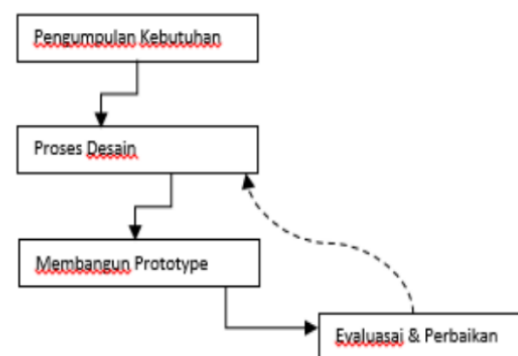 Pengumpulan Kebutuhan
Proses Desain
Membangun Prototype
Evaluasai & Perbaikan